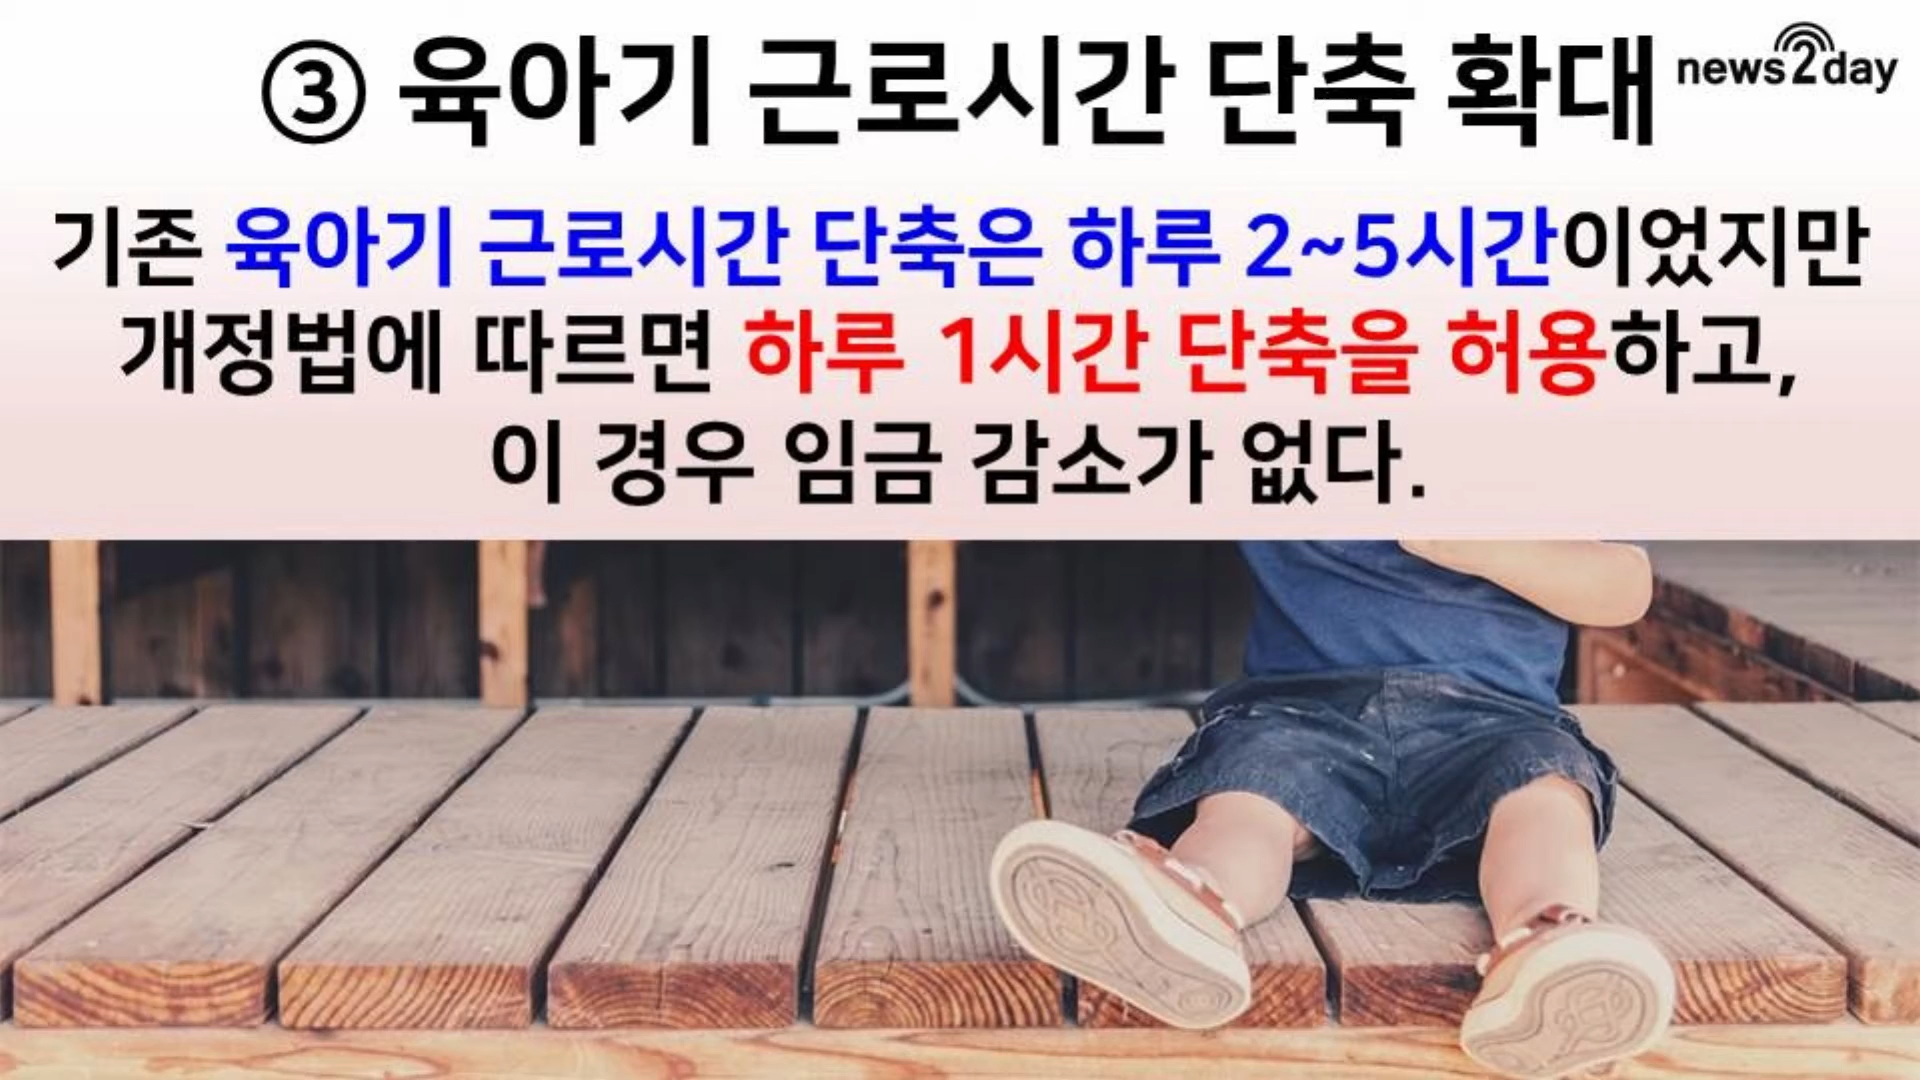 ③ 육아기 근로시간 단축 확대
news2day
기존 육아기 근로시간 단축은 하루 2~5시간이었지만
개정법에 따르면 하루 1시간 단축을 허용하고,
이 경우 임금 감소가 없다.